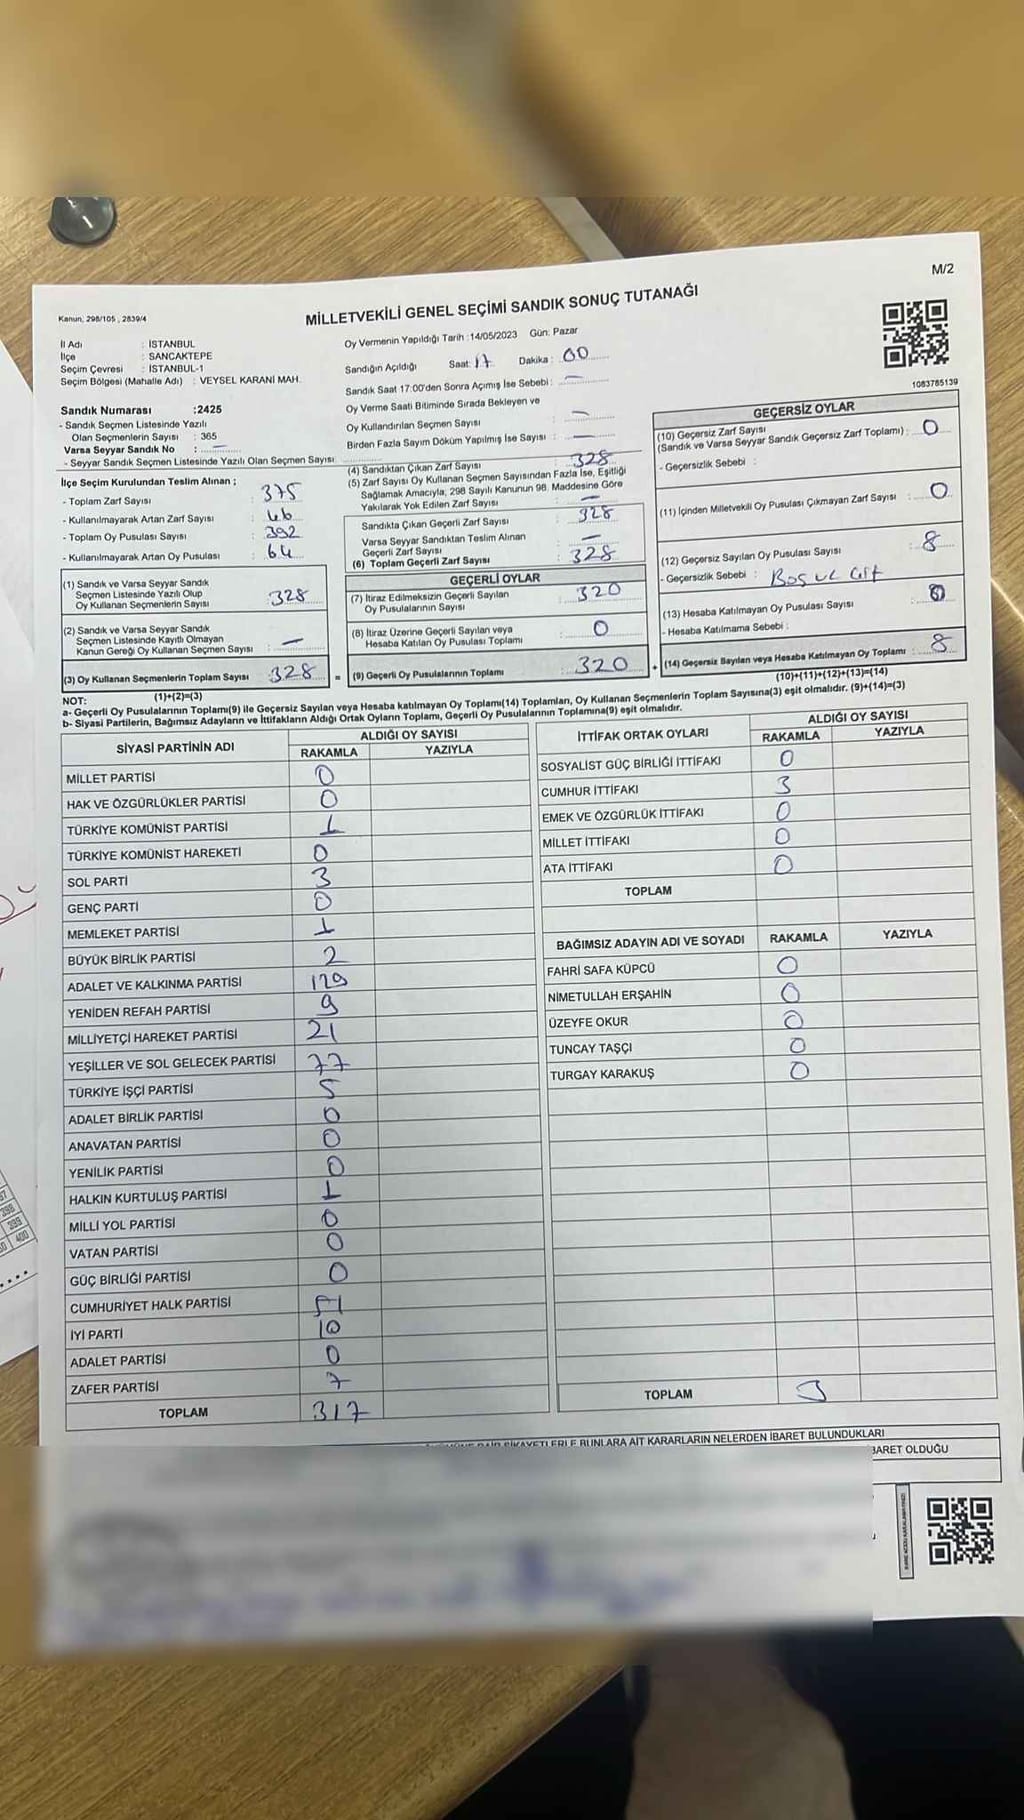 M/2
Kanun: 298/105 , 2839/4
MİLLETVEKİLİ GENEL SEÇİMİ SANDIK SONUÇ TUTANAĞI
İl Adı : İSTANBUL
İlçe : SANCAKTEPE
Seçim Çevresi : İSTANBUL-1
Seçim Bölgesi (Mahalle Adı) : VEYSEL KARANİ MAH.
Sandık Numarası :2425
- Sandık Seçmen Listesinde Yazılı
Olan Seçmenlerin Sayısı : 365
Varsa Seyyar Sandık No : —
- Seyyar Sandık Seçmen Listesinde Yazılı Olan Seçmen Sayısı:
Oy Vermenin Yapıldığı Tarih :14/05/2023 Gün: Pazar
Sandığın Açıldığı Saat: 17 Dakika : 00
Sandık Saat 17:00'den Sonra Açımış İse Sebebi : —
Oy Verme Saati Bitiminde Sırada Bekleyen ve
Oy Kullandırılan Seçmen Sayısı : —
Birden Fazla Sayım Döküm Yapılmış İse Sayısı : —
1083785139
İlçe Seçim Kurulundan Teslim Alınan ;
- Toplam Zarf Sayısı : 375
- Kullanılmayarak Artan Zarf Sayısı : 46
- Toplam Oy Pusulası Sayısı : 392
- Kullanılmayarak Artan Oy Pusulası : 64
(1) Sandık ve Varsa Seyyar Sandık
Seçmen Listesinde Yazılı Olup
Oy Kullanan Seçmenlerin Sayısı : 328
(2) Sandık ve Varsa Seyyar Sandık
Seçmen Listesinde Kayıtlı Olmayan
Kanun Gereği Oy Kullanan Seçmen Sayısı : —
(3) Oy Kullanan Seçmenlerin Toplam Sayısı : 328 =
(1)+(2)=(3)
(4) Sandıktan Çıkan Zarf Sayısı : 328
(5) Zarf Sayısı Oy Kullanan Seçmen Sayısından Fazla İse, Eşitliği
Sağlamak Amacıyla, 298 Sayılı Kanunun 98. Maddesine Göre
Yakılarak Yok Edilen Zarf Sayısı : —
Sandıkta Çıkan Geçerli Zarf Sayısı : 328
Varsa Seyyar Sandıktan Teslim Alınan
Geçerli Zarf Sayısı : —
(6) Toplam Geçerli Zarf Sayısı : 328
GEÇERLİ OYLAR
(7) İtiraz Edilmeksizin Geçerli Sayılan
Oy Pusulalarının Sayısı : 320
(8) İtiraz Üzerine Geçerli Sayılan veya
Hesaba Katılan Oy Pusulası Toplamı : 0
(9) Geçerli Oy Pusulalarının Toplamı : 320 +
GEÇERSİZ OYLAR
(10) Geçersiz Zarf Sayısı
(Sandık ve Varsa Seyyar Sandık Geçersiz Zarf Toplamı) : 0
- Geçersizlik Sebebi :
(11) İçinden Milletvekili Oy Pusulası Çıkmayan Zarf Sayısı : 0
(12) Geçersiz Sayılan Oy Pusulası Sayısı : 8
- Geçersizlik Sebebi :
(13) Hesaba Katılmayan Oy Pusulası Sayısı :
- Hesaba Katılmama Sebebi :
(14) Geçersiz Sayılan veya Hesaba Katılmayan Oy Toplamı : 8
(10)+(11)+(12)+(13)=(14)
NOT:
a- Geçerli Oy Pusulalarının Toplamı(9) ile Geçersiz Sayılan veya Hesaba katılmayan Oy Toplamı(14) Toplamları, Oy Kullanan Seçmenlerin Toplam Sayısına(3) eşit olmalıdır. (9)+(14)=(3)
b- Siyasi Partilerin, Bağımsız Adayların ve İttifakların Aldığı Ortak Oyların Toplamı, Geçerli Oy Pusulalarının Toplamına(9) eşit olmalıdır.
SİYASİ PARTİNİN ADI ALDIĞI OY SAYISI
RAKAMLA YAZIYLA
MİLLET PARTİSİ 0
HAK VE ÖZGÜRLÜKLER PARTİSİ 0
TÜRKİYE KOMÜNİST PARTİSİ 1
TÜRKİYE KOMÜNİST HAREKETİ 0
SOL PARTİ 3
GENÇ PARTİ 0
MEMLEKET PARTİSİ 1
BÜYÜK BİRLİK PARTİSİ 2
ADALET VE KALKINMA PARTİSİ 129
YENİDEN REFAH PARTİSİ 9
MİLLİYETÇİ HAREKET PARTİSİ 21
YEŞİLLER VE SOL GELECEK PARTİSİ 77
TÜRKİYE İŞÇİ PARTİSİ 5
ADALET BİRLİK PARTİSİ 0
ANAVATAN PARTİSİ 0
YENİLİK PARTİSİ 0
HALKIN KURTULUŞ PARTİSİ 1
MİLLİ YOL PARTİSİ 0
VATAN PARTİSİ 0
GÜÇ BİRLİĞİ PARTİSİ 0
CUMHURİYET HALK PARTİSİ 51
İYİ PARTİ 10
ADALET PARTİSİ 0
ZAFER PARTİSİ 7
TOPLAM 317
İTTİFAK ORTAK OYLARI ALDIĞI OY SAYISI
RAKAMLA YAZIYLA
SOSYALİST GÜÇ BİRLİĞİ İTTİFAKI 0
CUMHUR İTTİFAKI 3
EMEK VE ÖZGÜRLÜK İTTİFAKI 0
MİLLET İTTİFAKI 0
ATA İTTİFAKI 0
TOPLAM
BAĞIMSIZ ADAYIN ADI VE SOYADI RAKAMLA YAZIYLA
FAHRİ SAFA KÜPCÜ 0
NİMETULLAH ERŞAHİN 0
ÜZEYFE OKUR 0
TUNCAY TAŞÇI 0
TURGAY KARAKUŞ 0
TOPLAM 3
ŞİKAYETLERLE BUNLARA AİT KARARLARIN NELERDEN İBARET BULUNDUKLARI
BARET OLDUĞU
398
399
400